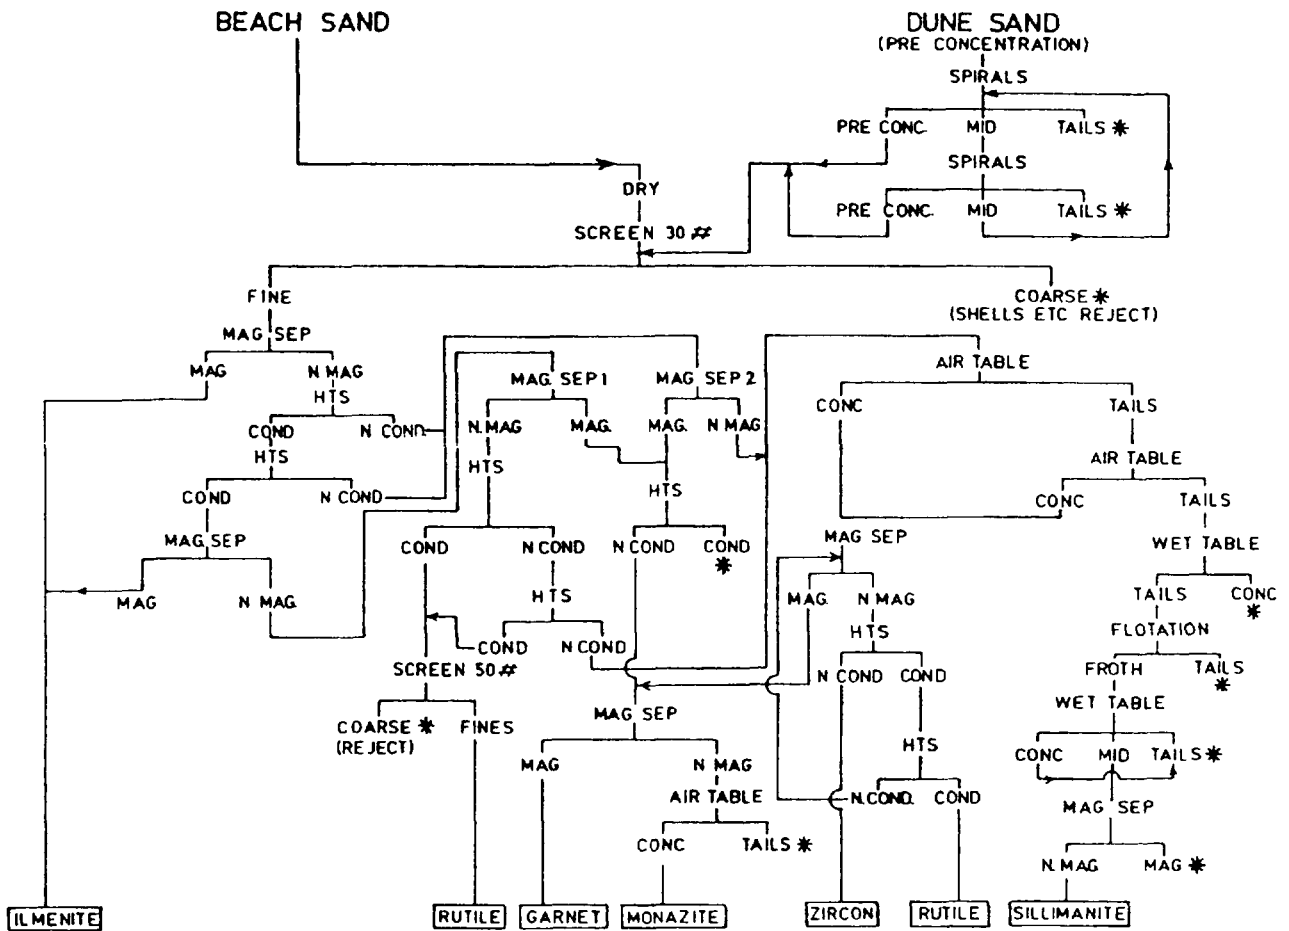 BEACH SAND
DUNE SAND
(PRE CONCENTRATION)
SPIRALS
PRE CONC. MID TAILS *
SPIRALS
DRY
PRE CONC. MID TAILS *
SCREEN 30 #
FINE
COARSE *
(SHELLS ETC REJECT)
MAG SEP
MAG N MAG
HTS
AIR TABLE
MAG SEP 1 MAG SEP 2
CONC TAILS
COND N COND
N.MAG MAG. MAG. N MAG
HTS
AIR TABLE
HTS
HTS
COND N COND
CONC TAILS
MAG SEP
MAG SEP
WET TABLE
COND N COND N COND COND
*
MAG N MAG
MAG. N MAG
TAILS CONC
*
HTS
HTS
FLOTATION
COND N COND
SCREEN 50 #
N COND COND
FROTH TAILS
*
WET TABLE
MAG SEP
COARSE * FINES
(REJECT)
HTS
CONC MID TAILS *
MAG N MAG
AIR TABLE
N.COND. COND
MAG SEP
CONC TAILS *
N.MAG MAG *
ILMENITE RUTILE GARNET MONAZITE ZIRCON RUTILE SILLIMANITE